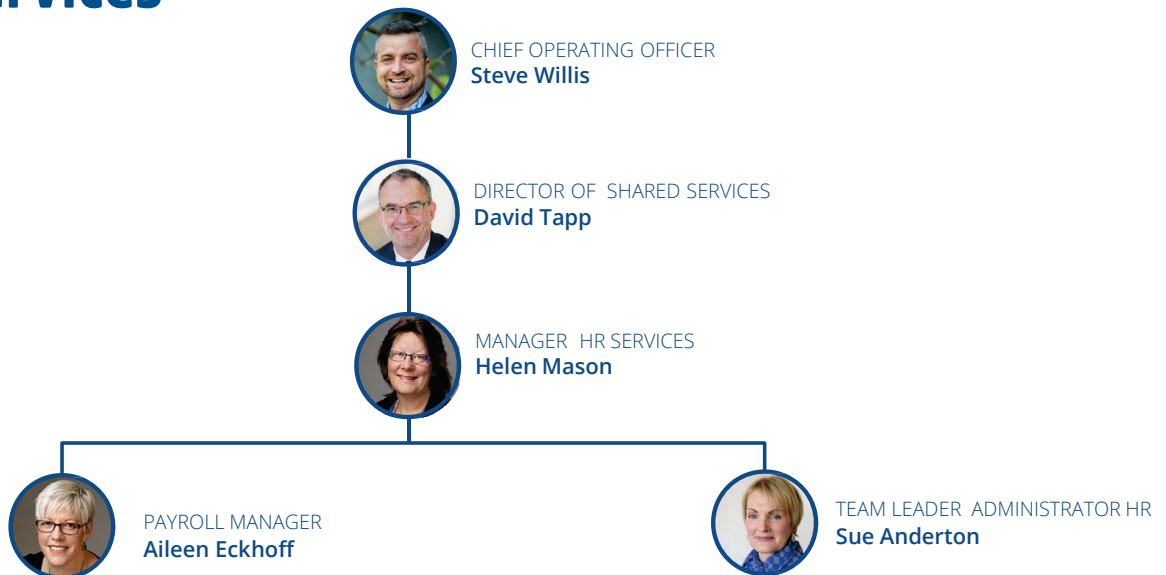 CHIEF OPERATING OFFICER
Steve Willis
DIRECTOR OF SHARED SERVICES
David Tapp
MANAGER HR SERVICES
Helen Mason
PAYROLL MANAGER
Aileen Eckhoff
TEAM LEADER ADMINISTRATOR HR
Sue Anderton